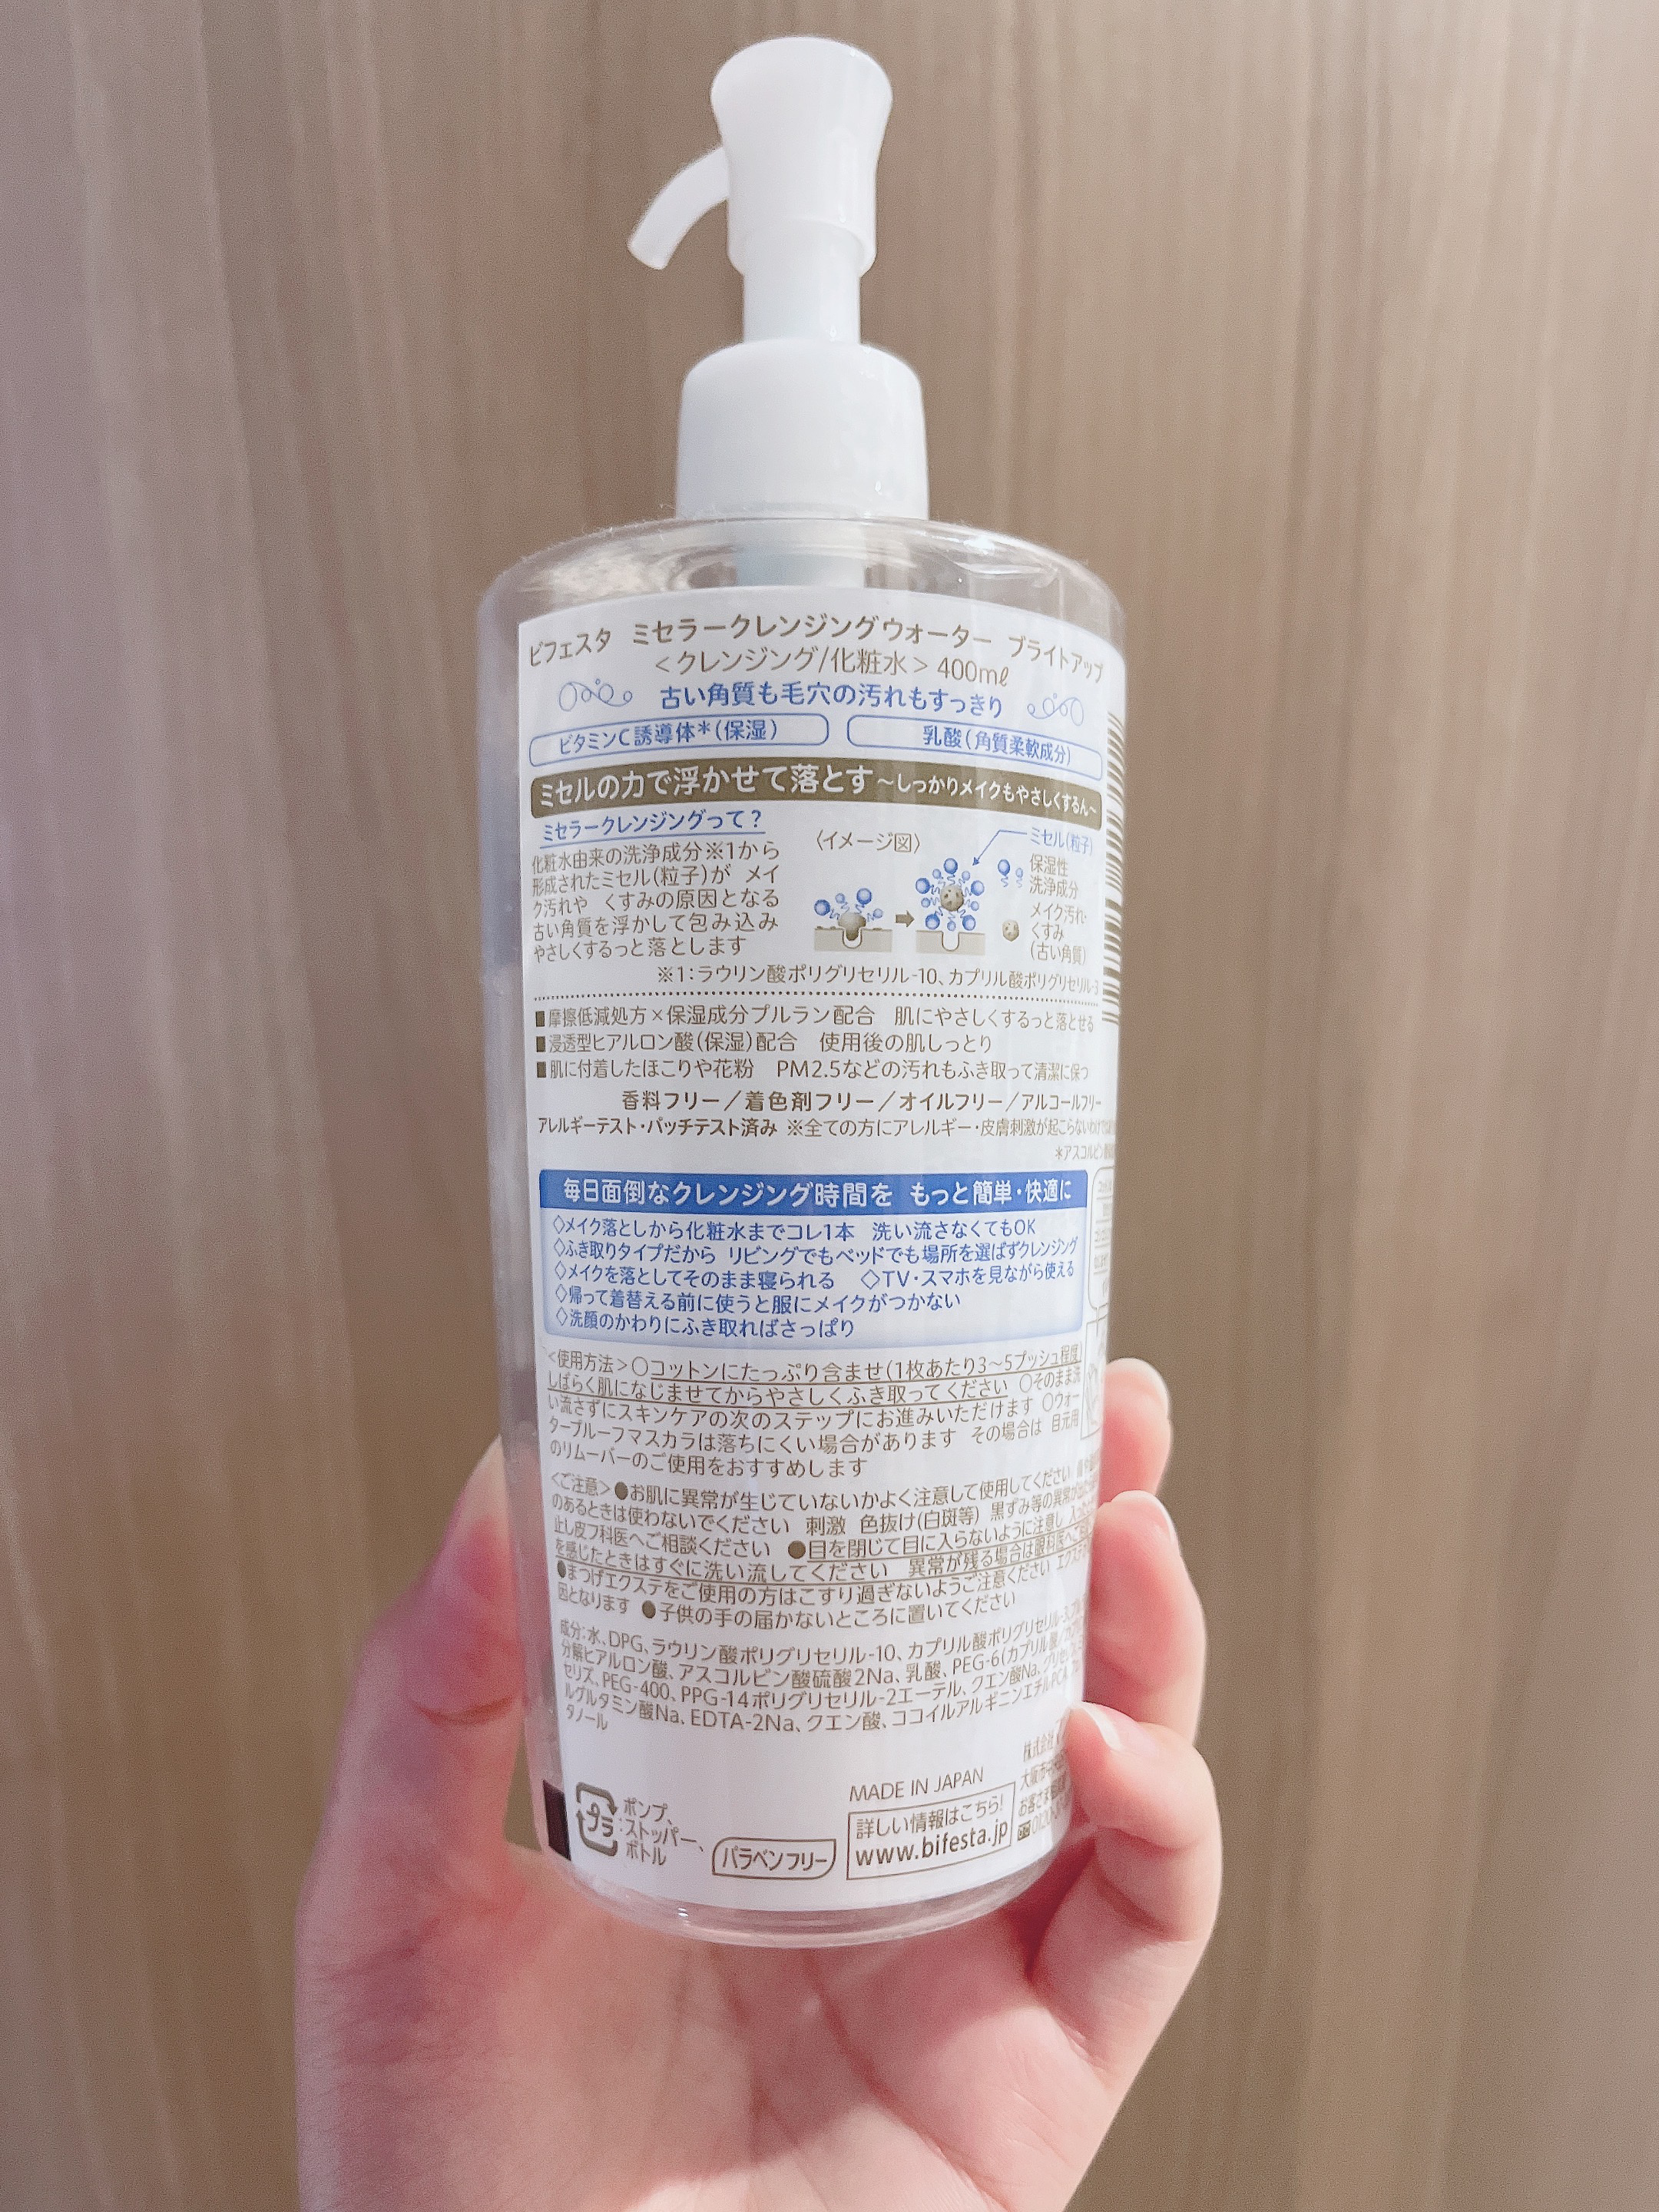 ビフェスタ ミセラークレンジングウォーター ブライトアップ
<クレンジング/化粧水> 400mℓ
古い角質も毛穴の汚れもすっきり
ビタミンC誘導体*(保湿)
乳酸(角質柔軟成分)
ミセルの力で浮かせて落とす ～しっかりメイクもやさしくするん～
ミセラークレンジングって?
化粧水由来の洗浄成分※1から
形成されたミセル(粒子)が メイ
ク汚れや くすみの原因となる
古い角質を浮かして包み込み
やさしくするっと落とします
〈イメージ図〉
ミセル(粒子)
保湿性
洗浄成分
メイク汚れ・
くすみ
(古い角質)
※1:ラウリン酸ポリグリセリル-10、カプリル酸ポリグリセリル-3
■摩擦低減処方×保湿成分プルラン配合 肌にやさしくするっと落とせる
■浸透型ヒアルロン酸(保湿)配合 使用後の肌しっとり
■肌に付着したほこりや花粉 PM2.5などの汚れもふき取って清潔に保つ
香料フリー/着色剤フリー/オイルフリー/アルコールフリー
アレルギーテスト・パッチテスト済み ※全ての方にアレルギー・皮膚刺激が起こらないわけでは
*アスコルビン
毎日面倒なクレンジング時間を もっと簡単・快適に
◇メイク落としから化粧水までコレ1本 洗い流さなくてもOK
◇ふき取りタイプだから リビングでもベッドでも場所を選ばずクレンジング
◇メイクを落としてそのまま寝られる ◇TV・スマホを見ながら使える
◇帰って着替える前に使うと服にメイクがつかない
◇洗顔のかわりにふき取ればさっぱり
<使用方法>○コットンにたっぷり含ませ(1枚あたり3～5プッシュ程度)
しばらく肌になじませてからやさしくふき取ってください ○そのまま洗
い流さずにスキンケアの次のステップにお進みいただけます ○ウォー
タープルーフマスカラは落ちにくい場合があります その場合は 目元用
のリムーバーのご使用をおすすめします
<ご注意>●お肌に異常が生じていないかよく注意して使用してください
のあるときは使わないでください 刺激 色抜け(白斑等) 黒ずみ等の異常が
止し皮フ科医へご相談ください ●目を閉じて目に入らないように注意し
を感じたときはすぐに洗い流してください 異常が残る場合は眼科医へ
●まつげエクステをご使用の方はこすり過ぎないようご注意ください エクステ
因となります ●子供の手の届かないところに置いてください
成分:水、DPG、ラウリン酸ポリグリセリル-10、カプリル酸ポリグリセリル-3、
分解ヒアルロン酸、アスコルビン酸硫酸2Na、乳酸、PEG-6(カプリル酸/
セリズ、PEG-400、PPG-14ポリグリセリル-2エーテル、クエン酸Na、
ルグルタミン酸Na、EDTA-2Na、クエン酸、ココイルアルギニンエチルPCA、
タノール
プラ
ポンプ、
ストッパー、
ボトル
パラベンフリー
MADE IN JAPAN
詳しい情報はこちら!
www.bifesta.jp
株式会社
大阪市
お客さま
0120